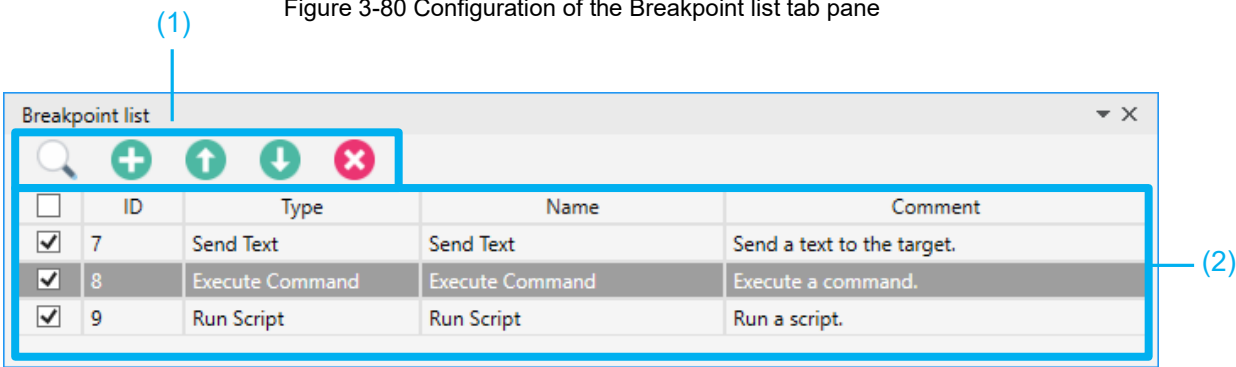 Figure 3-80 Configuration of the Breakpoint list tab pane
(1)
Breakpoint list
ID Type Name Comment
7 Send Text Send Text Send a text to the target.
8 Execute Command Execute Command Execute a command.
(2)
9 Run Script Run Script Run a script.